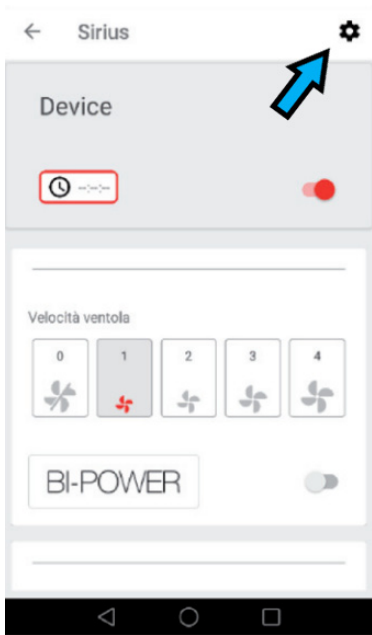 Sirius
Device
--:--
Velocità ventola
0 1 2 3 4
BI-POWER